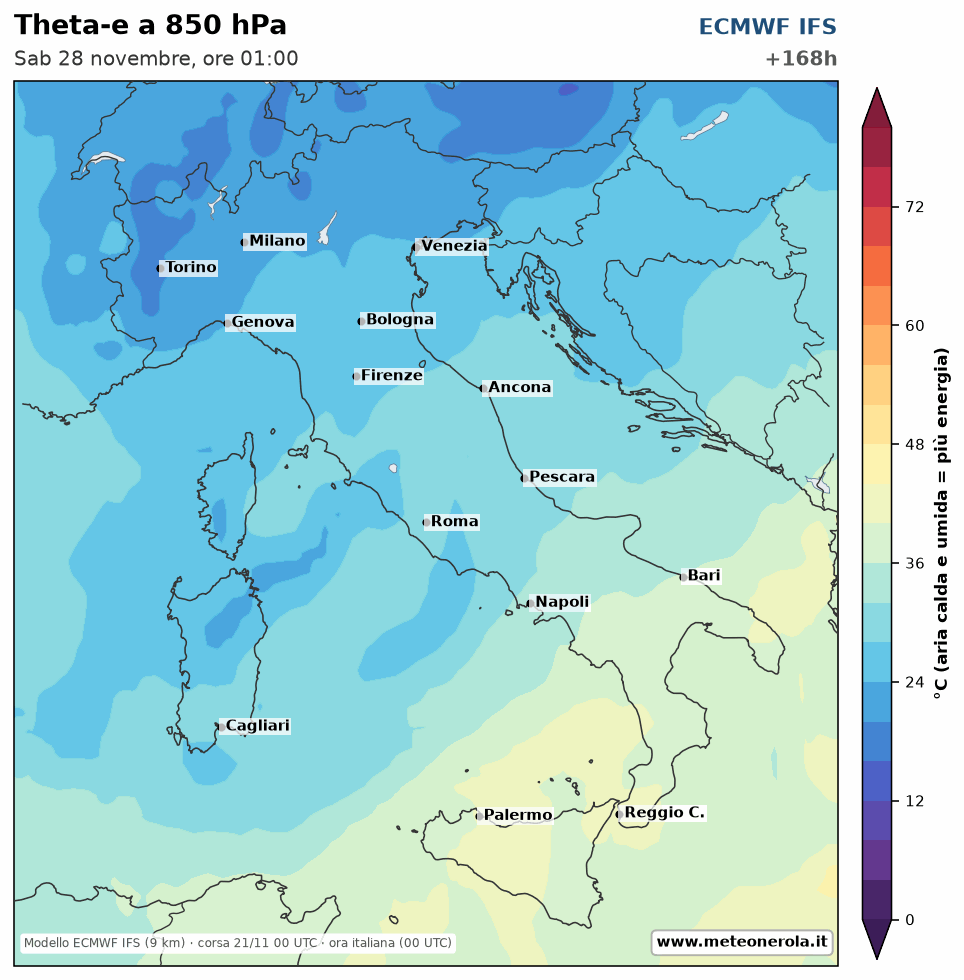 Theta-e a 850 hPa
ECMWF IFS
Sab 28 novembre, ore 01:00
+168h
Milano
Venezia
Torino
Genova
Bologna
Firenze
Ancona
Pescara
Roma
Bari
Napoli
Cagliari
Palermo
Reggio C.
72
60
48
36
24
12
0
°C (aria calda e umida = più energia)
Modello ECMWF IFS (9 km) · corsa 21/11 00 UTC · ora italiana (00 UTC)
www.meteonerola.it